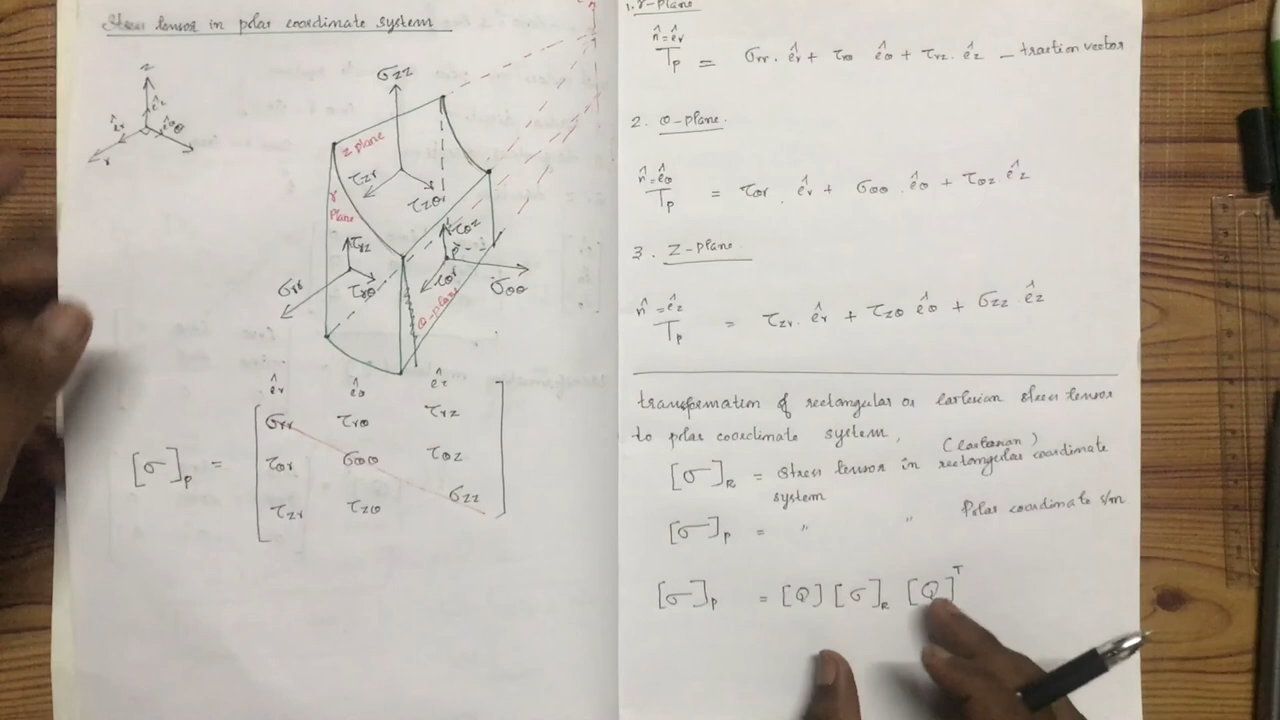 Stress tensor in polar coordinate system
z
êz
êr
êθ
θ
r
σzz
z plane
τzr
τzθ
r plane
τrz
τrθ
σrr
τθz
P
τθr
σθθ
θ-plane
êr êθ êz
[σ]P = [σrr τrθ τrz
τθr σθθ τθz
τzr τzθ σzz]
1. r-plane
n̂=êr
TP = σrr. êr + τrθ êθ + τrz. êz - traction vector
2. θ-plane.
n̂=êθ
TP = τθr. êr + σθθ. êθ + τθz êz
3. Z-plane.
n̂=êz
TP = τzr. êr + τzθ êθ + σzz êz
transformation of rectangular or cartesian stress tensor
to polar coordinate system,
(cartesian)
[σ]R = Stress tensor in rectangular coordinate
system
[σ]P = " " Polar coordinate s/m
[σ]P = [Q] [σ]R [Q]T